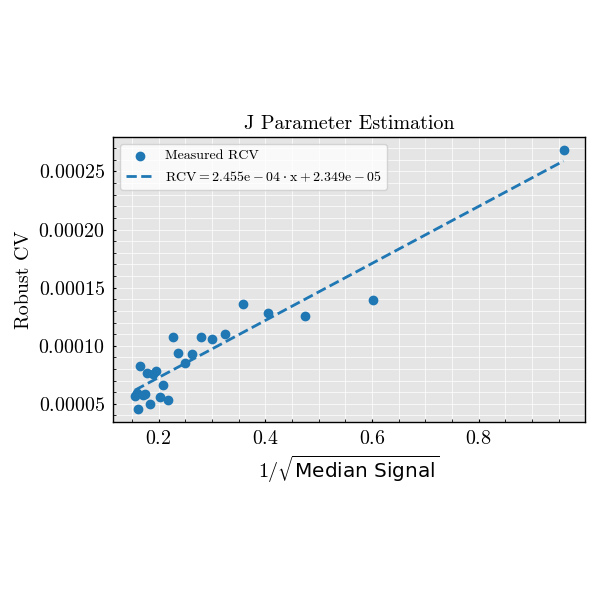 J Parameter Estimation
Measured RCV
RCV = 2.455e − 04 · x + 2.349e − 05
Robust CV
0.00025
0.00020
0.00015
0.00010
0.00005
0.2 0.4 0.6 0.8
1/√Median Signal